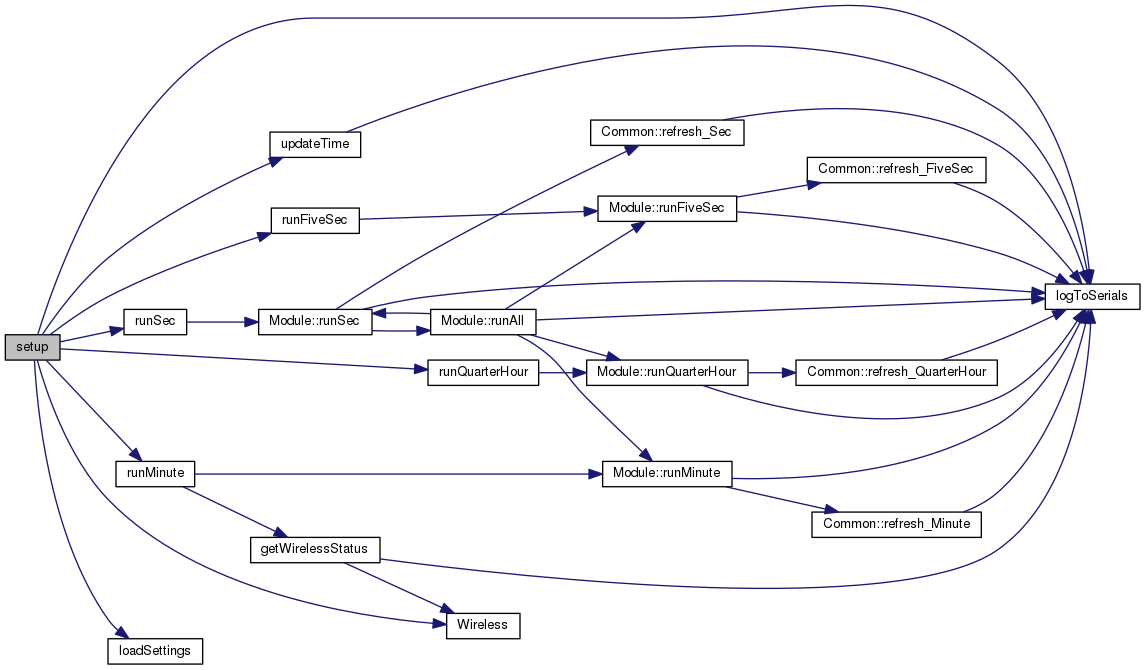 Common::refresh_Sec
updateTime
Common::refresh_FiveSec
runFiveSec
Module::runFiveSec
logToSerials
runSec
Module::runSec
Module::runAll
setup
runQuarterHour
Module::runQuarterHour
Common::refresh_QuarterHour
runMinute
Module::runMinute
Common::refresh_Minute
getWirelessStatus
Wireless
loadSettings